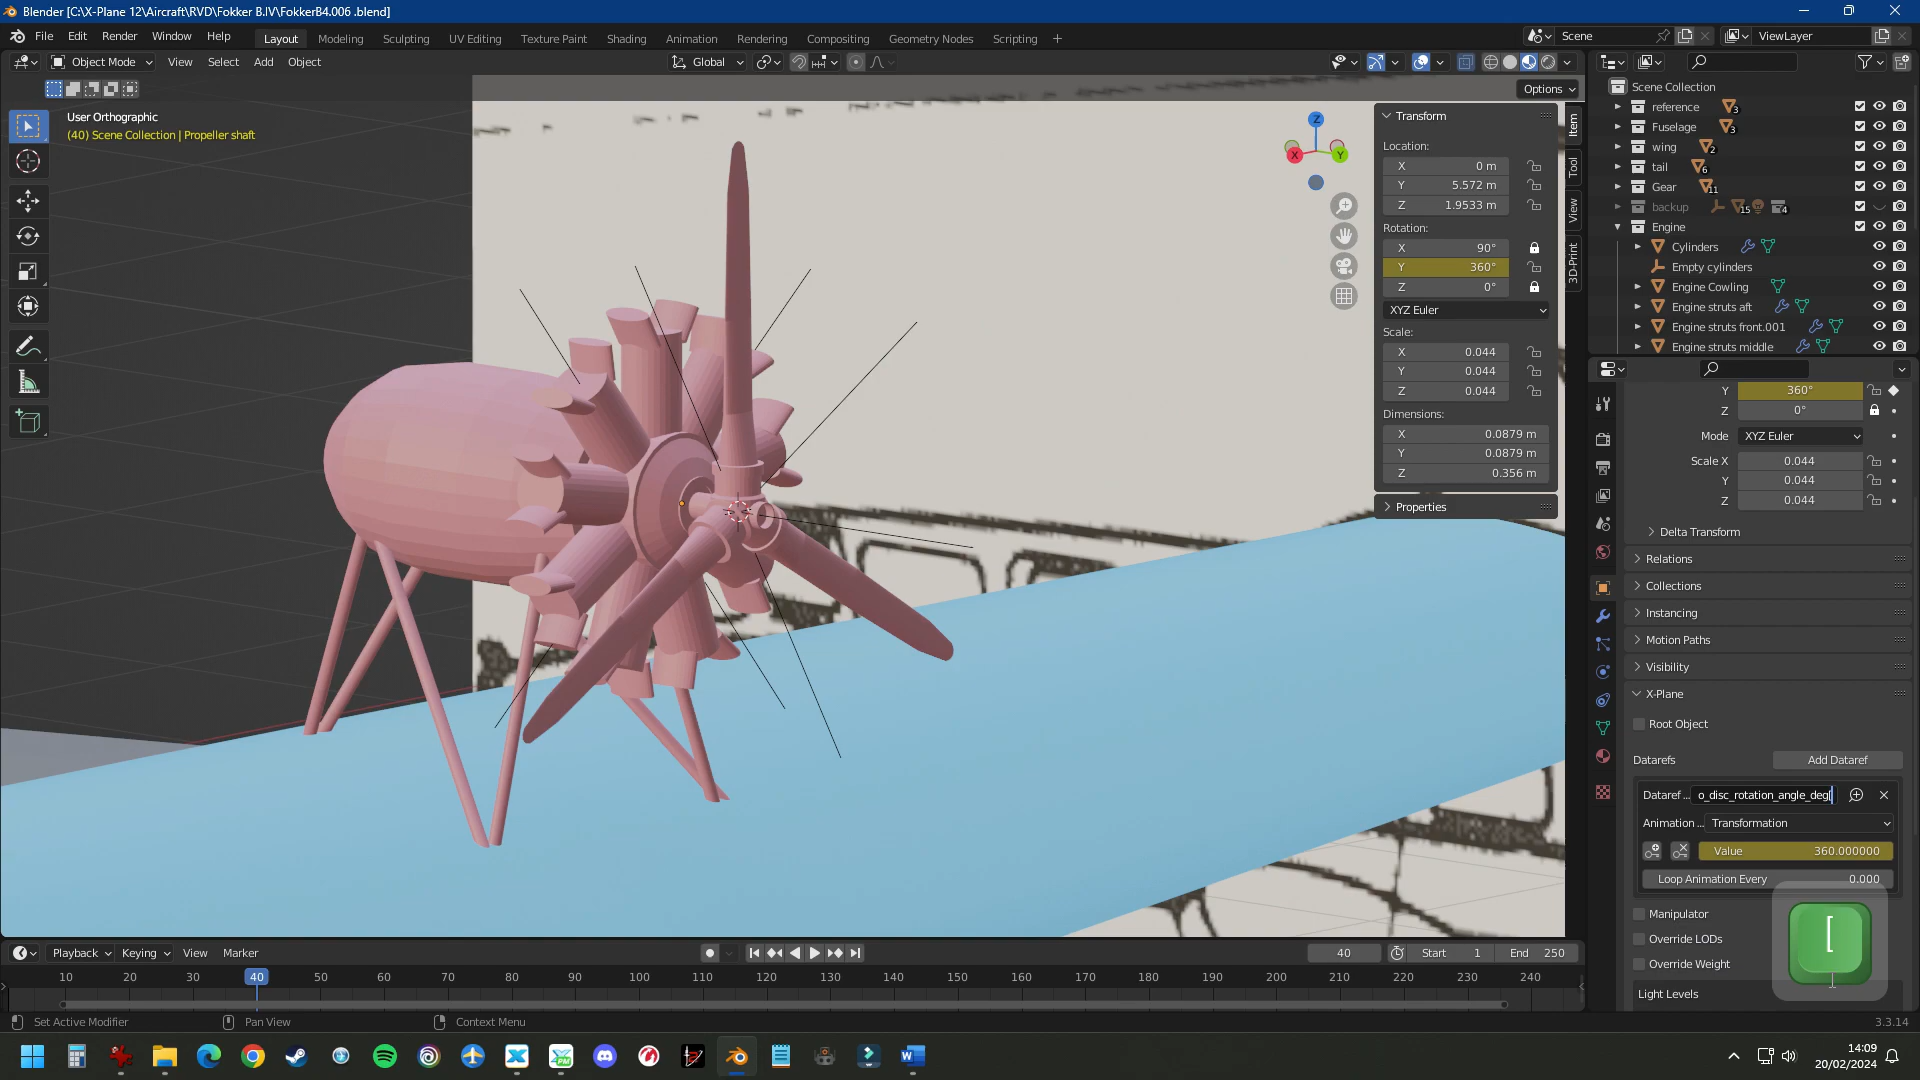 Blender [C:\X-Plane 12\Aircraft\RVD\Fokker B.IV\FokkerB4.006 .blend]
File Edit Render Window Help Layout Modeling Sculpting UV Editing Texture Paint Shading Animation Rendering Compositing Geometry Nodes Scripting + Scene ViewLayer
Object Mode View Select Add Object Global
Options
User Orthographic
(40) Scene Collection | Propeller shaft
Z
X
Y
Item
Tool
View
3D-Print
Transform
Location:
X 0 m
Y 5.572 m
Z 1.9533 m
Rotation:
X 90°
Y 360°
Z 0°
XYZ Euler
Scale:
X 0.044
Y 0.044
Z 0.044
Dimensions:
X 0.0879 m
Y 0.0879 m
Z 0.356 m
Properties
Scene Collection
reference 3
Fuselage 3
wing 2
tail 6
Gear 11
backup 15 4
Engine
Cylinders
Empty cylinders
Engine Cowling
Engine struts aft
Engine struts front.001
Engine struts middle
Y 360°
Z 0°
Mode XYZ Euler
Scale X 0.044
Y 0.044
Z 0.044
Delta Transform
Relations
Collections
Instancing
Motion Paths
Visibility
X-Plane
Root Object
Datarefs Add Dataref
Dataref ... o_disc_rotation_angle_deg[
Animation ... Transformation
Value 360.000000
Loop Animation Every 0.000
Manipulator
Override LODs
Override Weight
Light Levels
[
Playback Keying View Marker 40 Start 1 End 250
10 20 30 40 50 60 70 80 90 100 110 120 130 140 150 160 170 180 190 200 210 220 230 240
Set Active Modifier Pan View Context Menu 3.3.14
14:09
20/02/2024